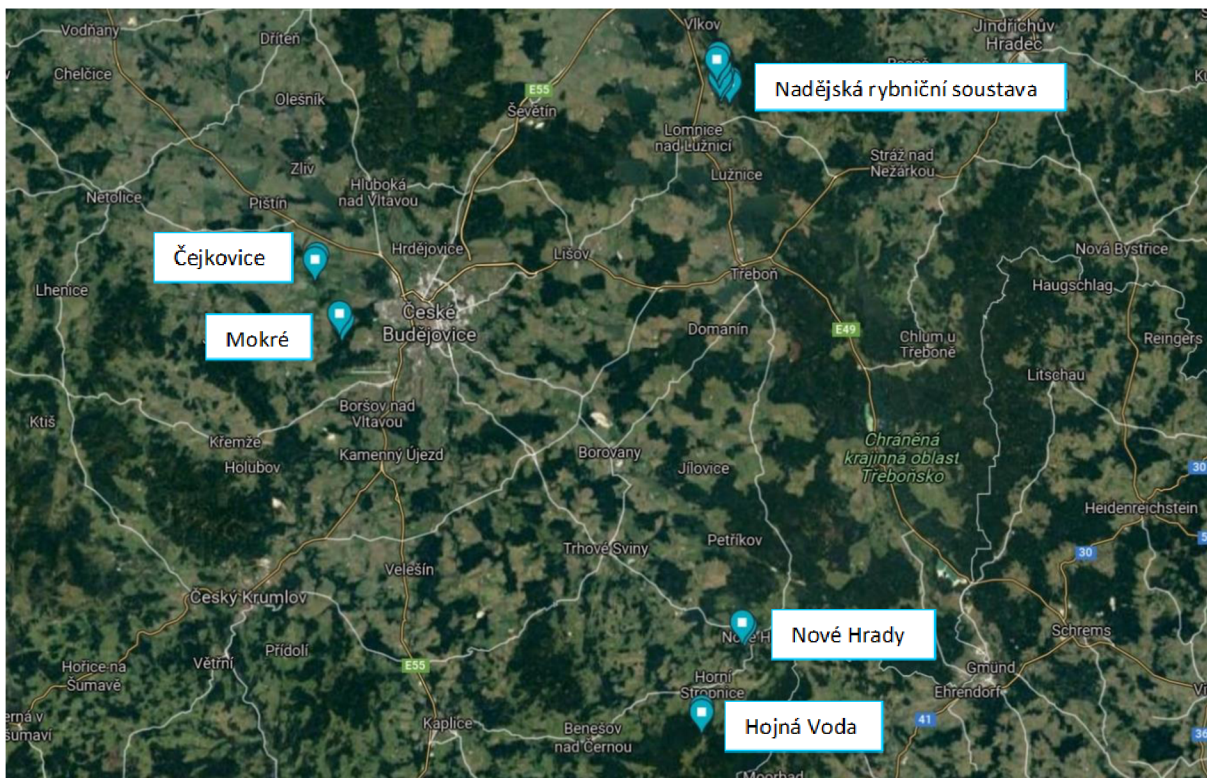 Vodňany
Dříteň
Vlkov
Jindřichův
Hradec
Chelčice
E55
Nadějská rybniční soustava
Olešník
Ševětín
Lomnice
nad Lužnicí
Stráž nad
Nežárkou
Zliv
Lužnice
Netolice
Hluboká
nad Vltavou
Pištín
Čejkovice
Hrdějovice
Lišov
Nová Bystřice
Třeboň
Lhenice
Haugschlag
České
Budějovice
Mokré
Domanín
E49
Chlum u
Třeboně
Reingers
Litschau
Ktiš
Boršov nad
Vltavou
Křemže
Holubov
Kamenný Újezd
Borovany
Jílovice
Chráněná
krajinná oblast
Třeboňsko
30
Heidenreichstein
Trhové Sviny
Petříkov
30
Velešín
Český Krumlov
Nové H
Nové Hrady
Schrems
Přídolí
Větřní
Hořice na
Šumavě
E55
Horní
Stropnice
Gmünd
Ehrendorf
Hojná Voda
41
Kaplice
Benešov
nad Černou
erná v
Šumaví
36